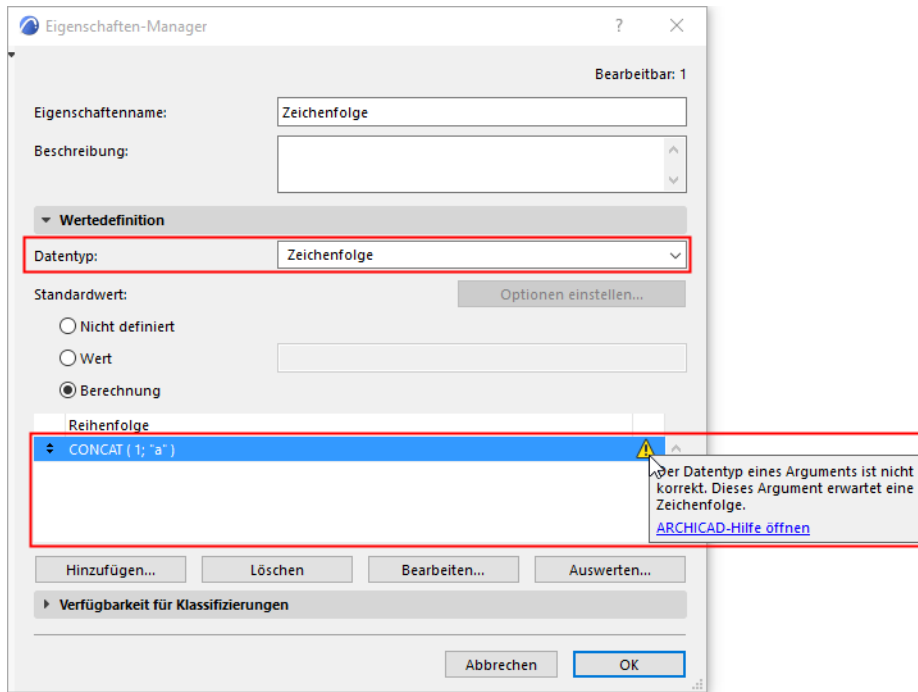 Eigenschaften-Manager
?
Bearbeitbar: 1
Eigenschaftenname:
Zeichenfolge
Beschreibung:
Wertedefinition
Datentyp:
Zeichenfolge
Standardwert:
Optionen einstellen...
Nicht definiert
Wert
Berechnung
Reihenfolge
CONCAT ( 1; "a" )
Der Datentyp eines Arguments ist nicht
korrekt. Dieses Argument erwartet eine
Zeichenfolge.
ARCHICAD-Hilfe öffnen
Hinzufügen...
Löschen
Bearbeiten...
Auswerten...
Verfügbarkeit für Klassifizierungen
Abbrechen
OK